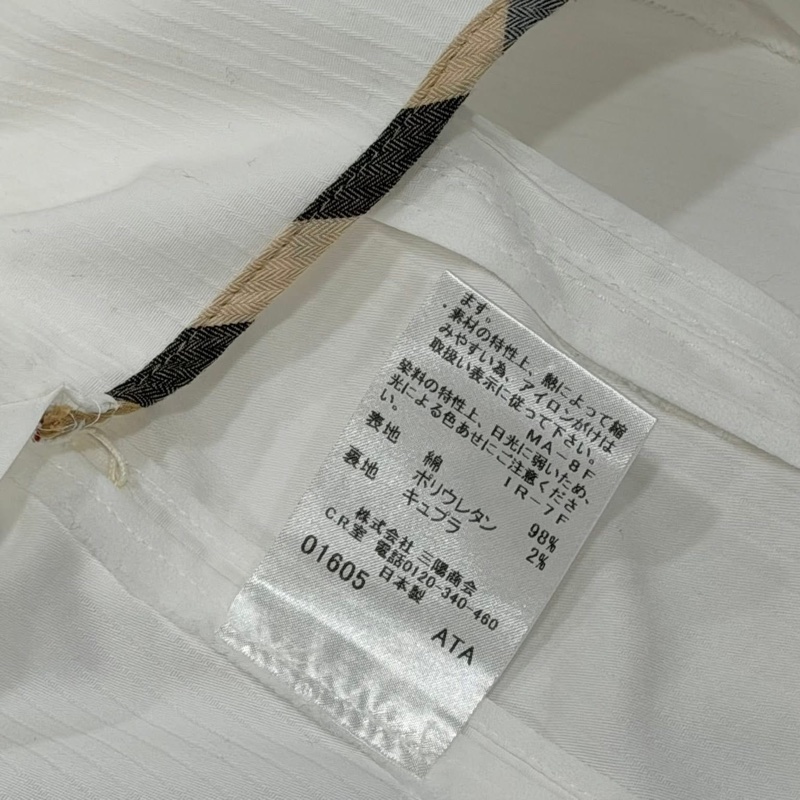 ます。
・素材の特性上、熱によって縮
みやすい為、アイロンがけは
取扱い表示に従って下さい。
MA-8F
染料の特性上、日光に弱いため、
光による色あせにご注意くださ
い。
IR-7F
表地 綿 98%
ポリウレタン 2%
裏地 キュプラ
株式会社 三陽商会
C.R室 電話0120-340-460
01605 日本製
ATA